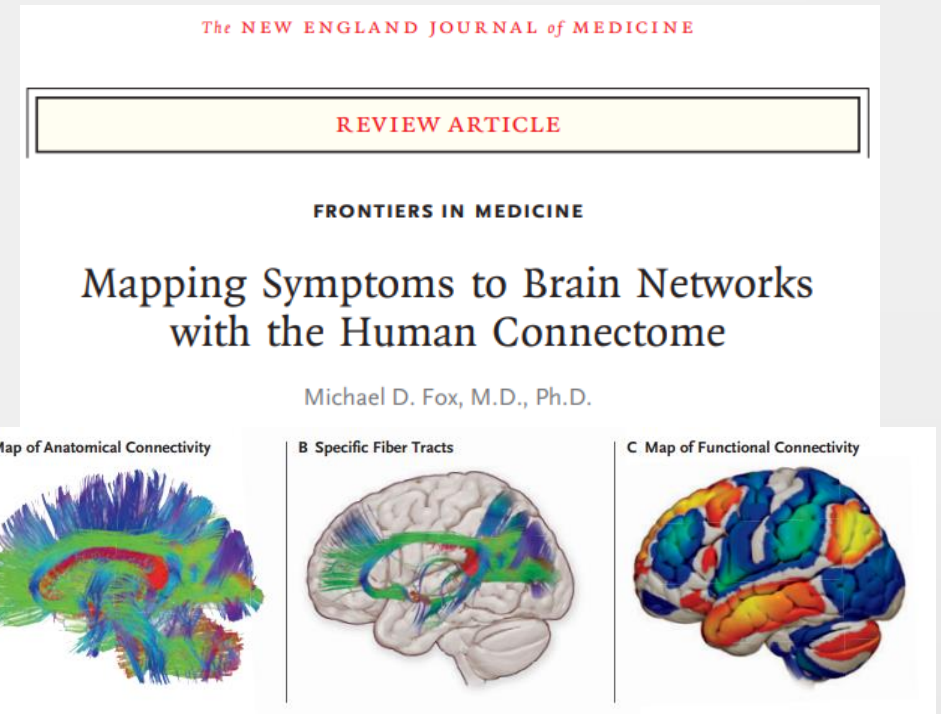 The NEW ENGLAND JOURNAL of MEDICINE
REVIEW ARTICLE
FRONTIERS IN MEDICINE
Mapping Symptoms to Brain Networks
with the Human Connectome
Michael D. Fox, M.D., Ph.D.
Map of Anatomical Connectivity
B Specific Fiber Tracts
C Map of Functional Connectivity